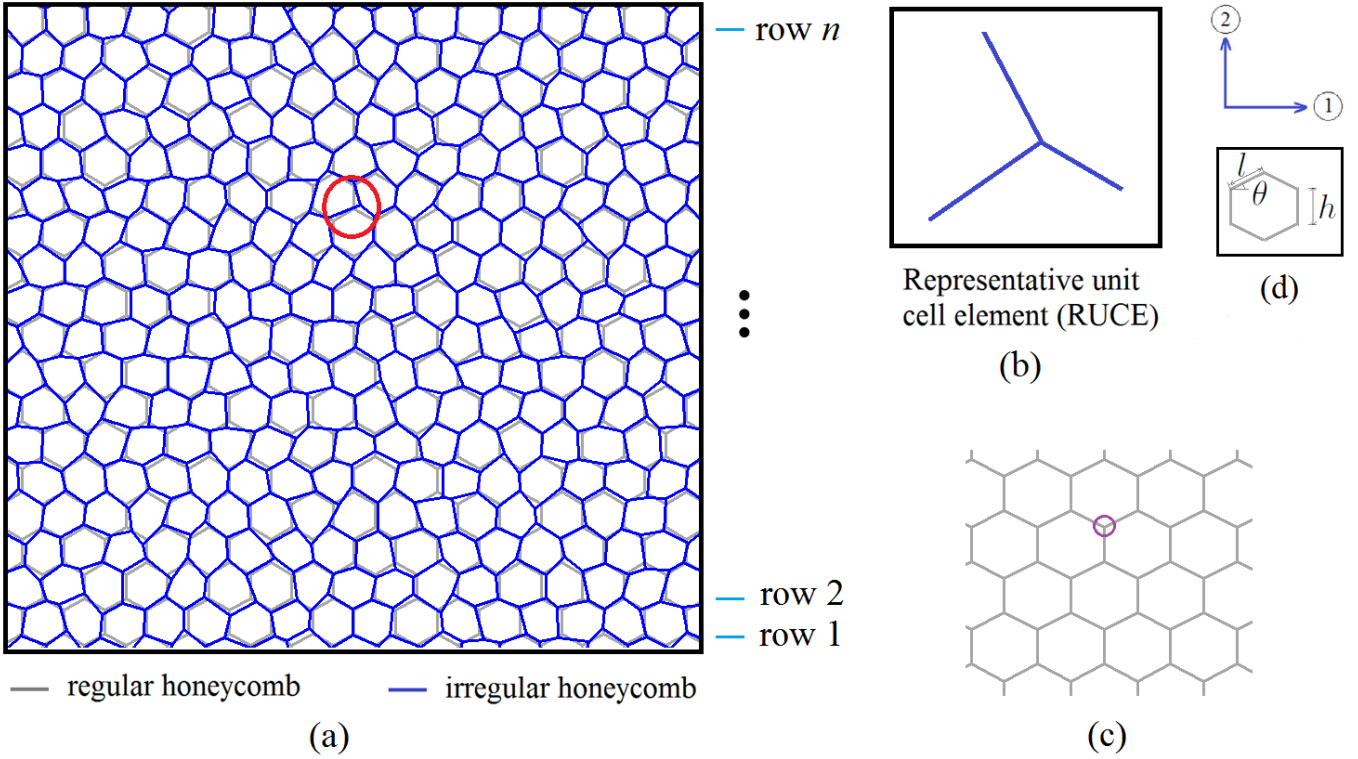 row n
row 2
row 1
regular honeycomb
irregular honeycomb
(a)
Representative unit
cell element (RUCE)
(b)
(c)
2
1
l
θ
h
(d)